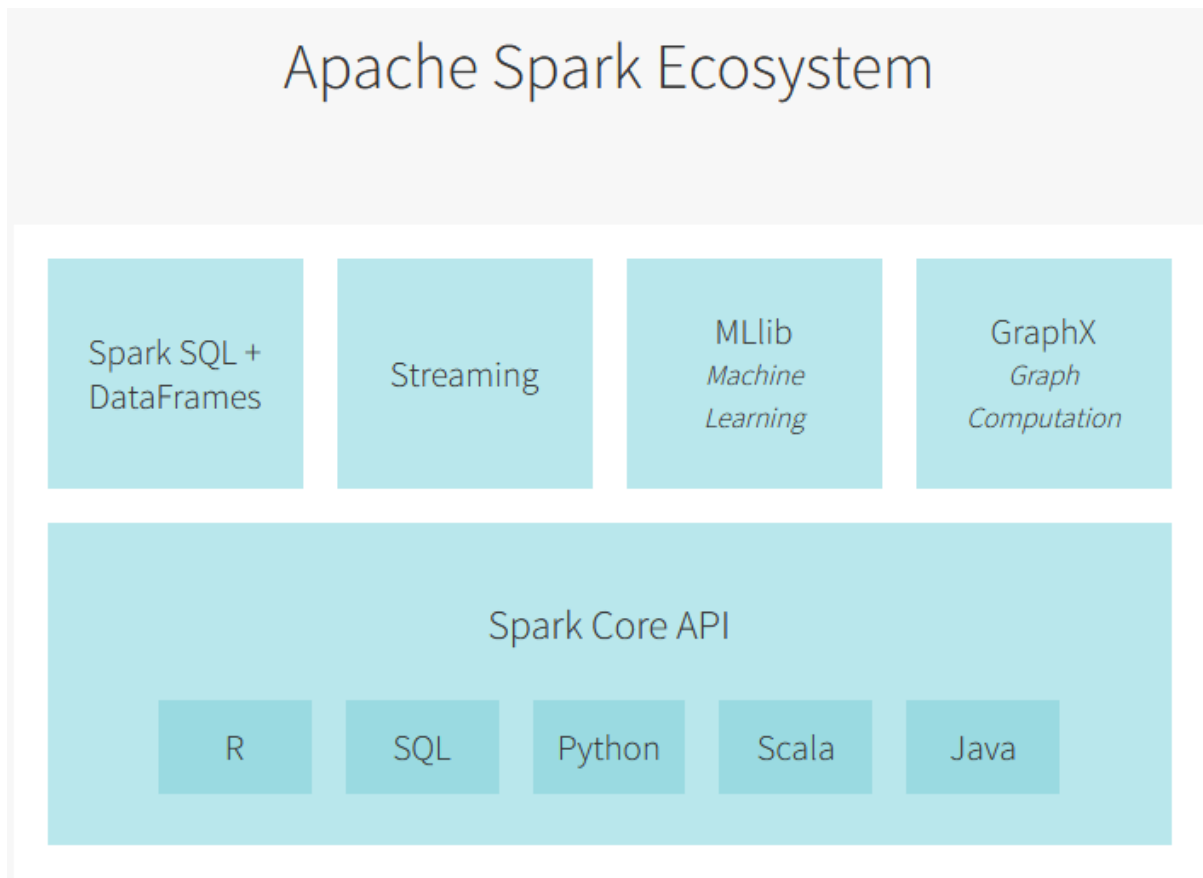 Apache Spark Ecosystem
Spark SQL +
DataFrames
Streaming
MLlib
Machine
Learning
GraphX
Graph
Computation
Spark Core API
R
SQL
Python
Scala
Java